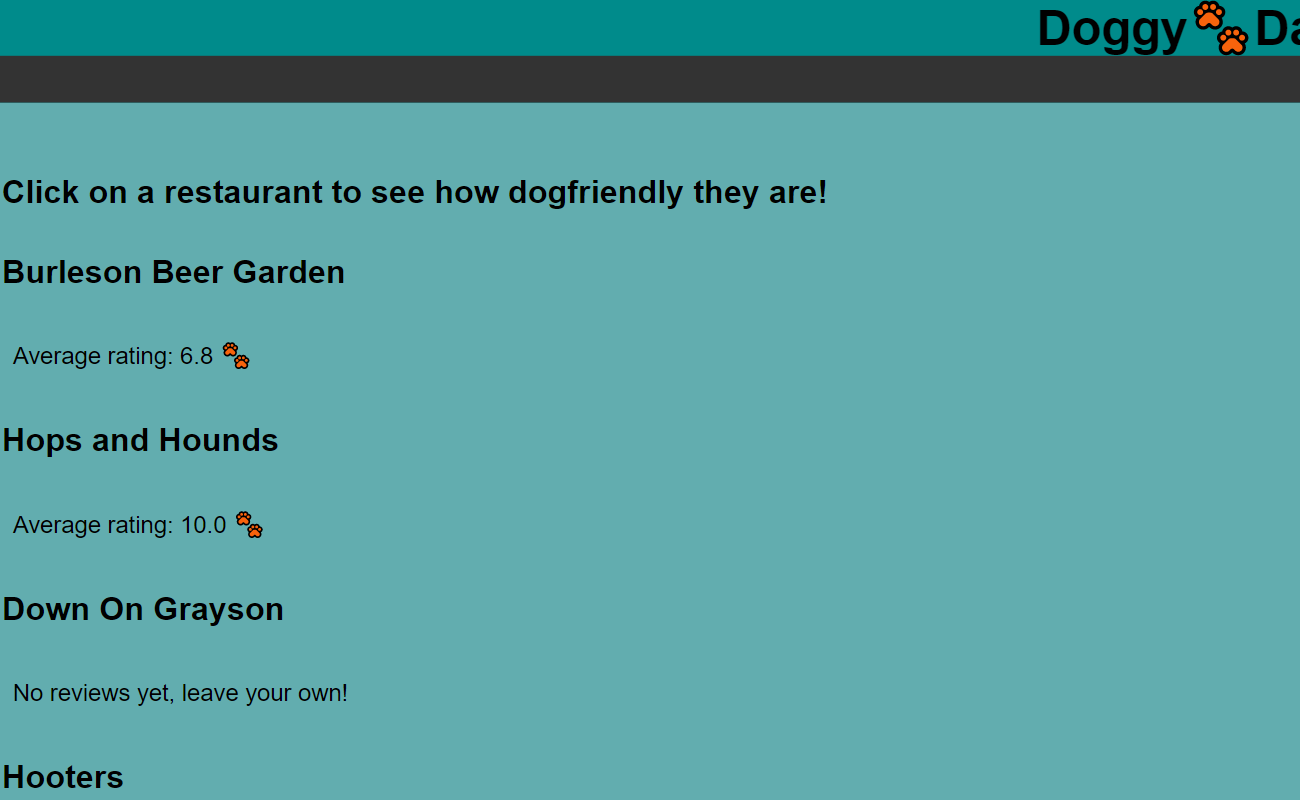 Doggy Da
Click on a restaurant to see how dogfriendly they are!
Burleson Beer Garden
Average rating: 6.8
Hops and Hounds
Average rating: 10.0
Down On Grayson
No reviews yet, leave your own!
Hooters